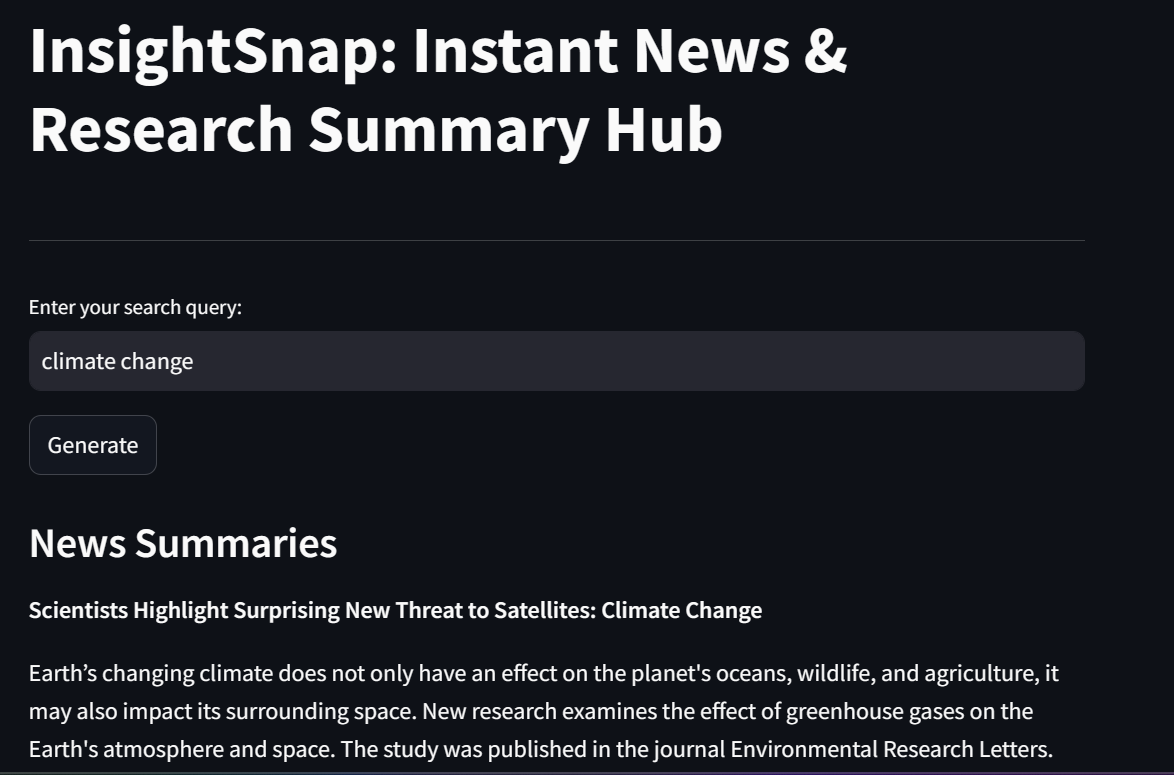 InsightSnap: Instant News &
Research Summary Hub
Enter your search query:
climate change
Generate
News Summaries
Scientists Highlight Surprising New Threat to Satellites: Climate Change
Earth’s changing climate does not only have an effect on the planet's oceans, wildlife, and agriculture, it
may also impact its surrounding space. New research examines the effect of greenhouse gases on the
Earth's atmosphere and space. The study was published in the journal Environmental Research Letters.